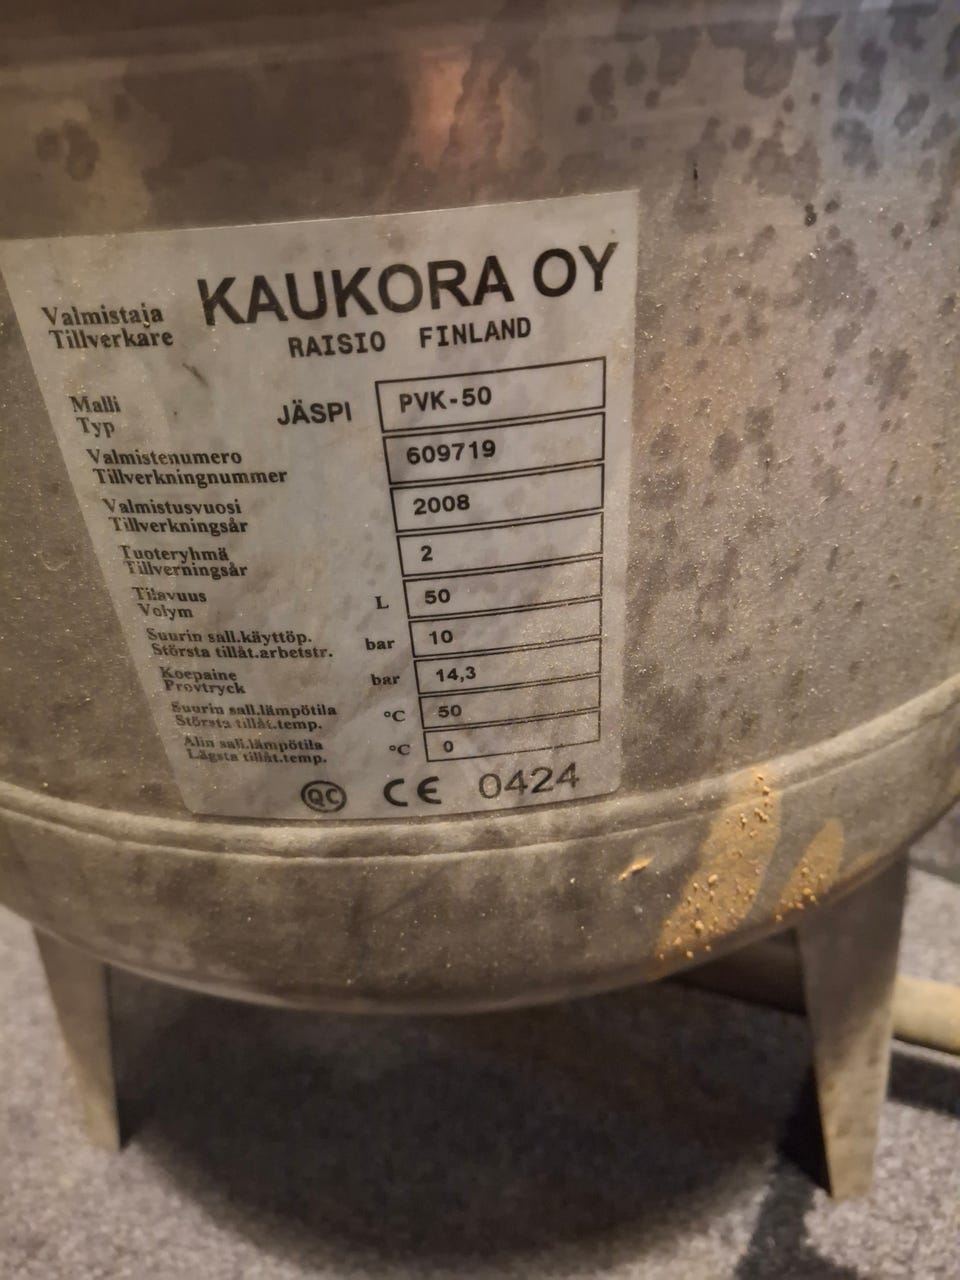 Valmistaja
Tillverkare
KAUKORA OY
RAISIO FINLAND
Malli
Typ
JÄSPI
PVK-50
Valmistenumero
Tillverkningnummer
609719
Valmistusvuosi
Tillverkningsår
2008
Tuoteryhmä
Tillverningsår
2
Tilavuus
Volym
L
50
Suurin sall.käyttöp.
Största tillåt.arbetstr.
bar
10
Koepaine
Provtryck
bar
14,3
Suurin sall.lämpötila
Största tillåt.temp.
°C
50
Alin sall.lämpötila
Lägsta tillåt.temp.
°C
0
QC CE 0424